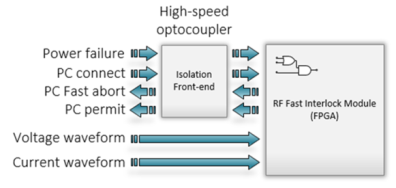 High-speed
optocoupler
Power failure
PC connect
PC Fast abort
PC permit
Isolation
Front-end
RF Fast Interlock Module
(FPGA)
Voltage waveform
Current waveform